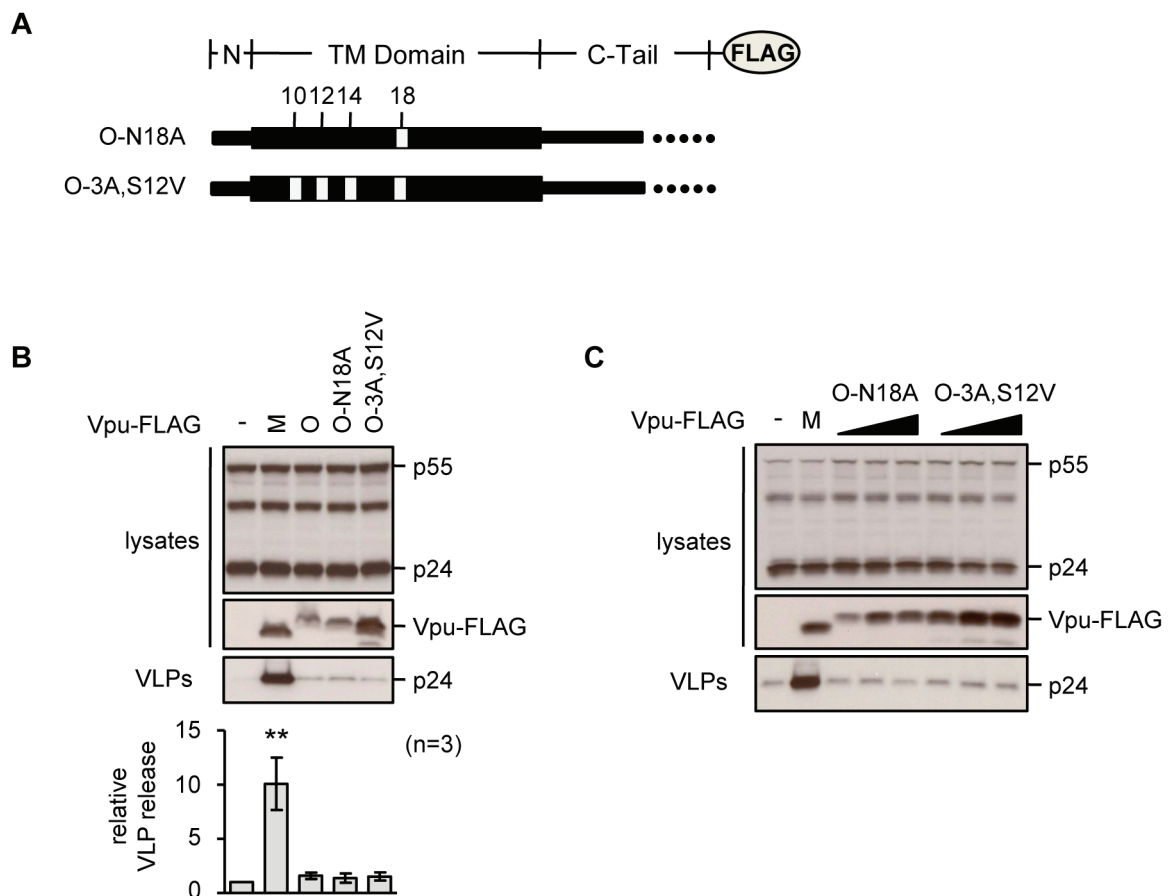 A
N TM Domain C-Tail FLAG
10 12 14 18
O-N18A
O-3A,S12V
B
Vpu-FLAG - M O O-N18A O-3A,S12V
p55
lysates
p24
Vpu-FLAG
VLPs p24
15
** (n=3)
10
relative
VLP release
5
0
C
O-N18A O-3A,S12V
Vpu-FLAG - M
p55
lysates
p24
Vpu-FLAG
VLPs p24